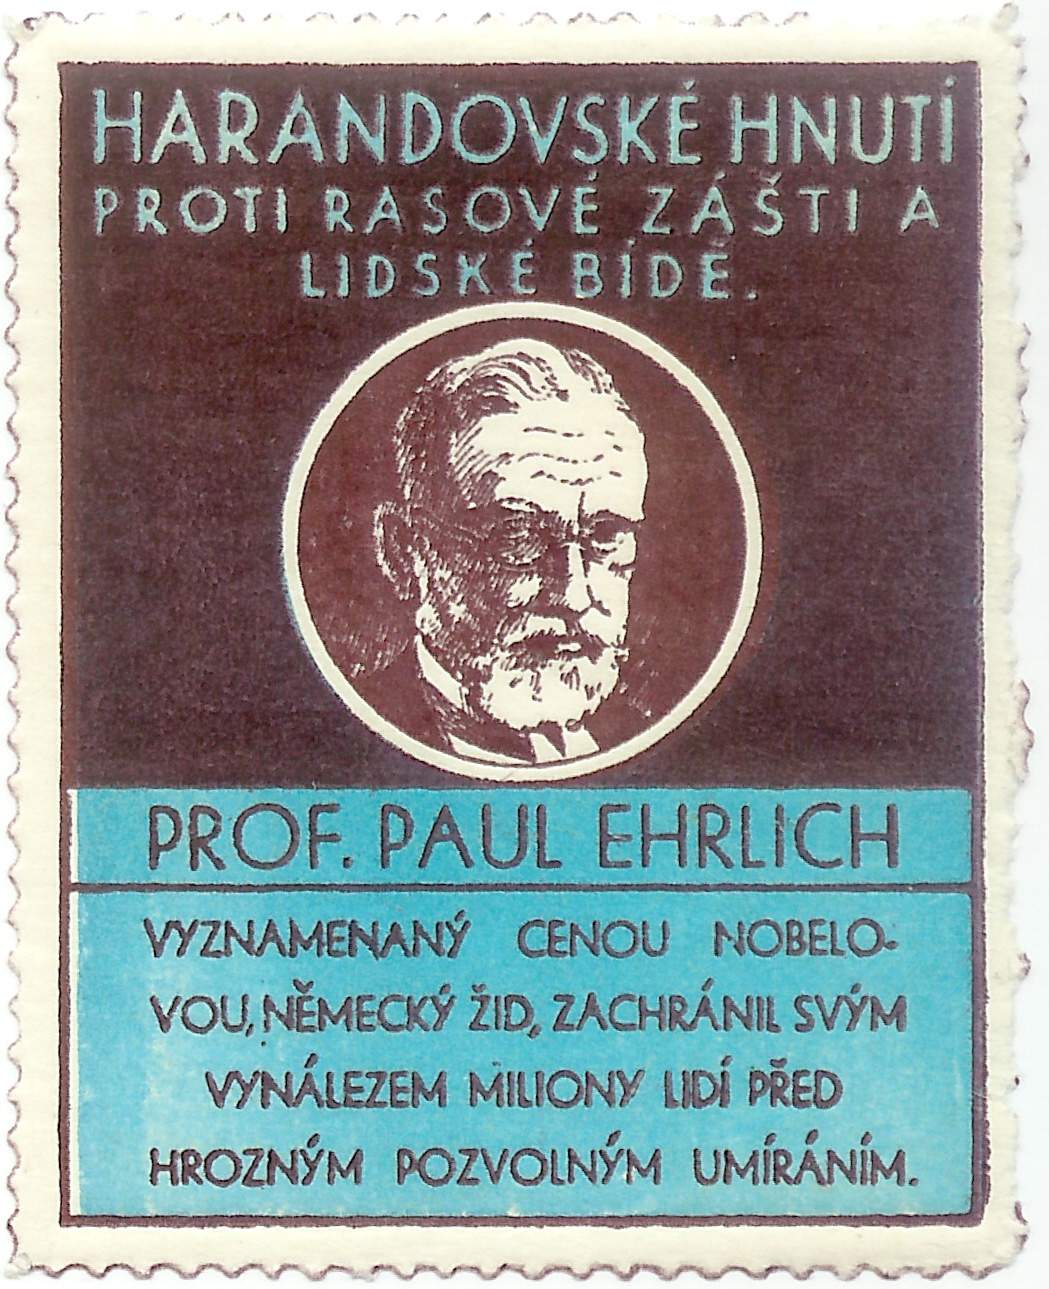 HARANDOVSKÉ HNUTÍ
PROTI RASOVÉ ZÁŠTI A
LIDSKÉ BÍDĚ.
PROF. PAUL EHRLICH
VYZNAMENANÝ CENOU NOBELO-
VOU, NĚMECKÝ ŽID, ZACHRÁNIL SVÝM
VYNÁLEZEM MILIONY LIDÍ PŘED
HROZNÝM POZVOLNÝM UMÍRÁNÍM.